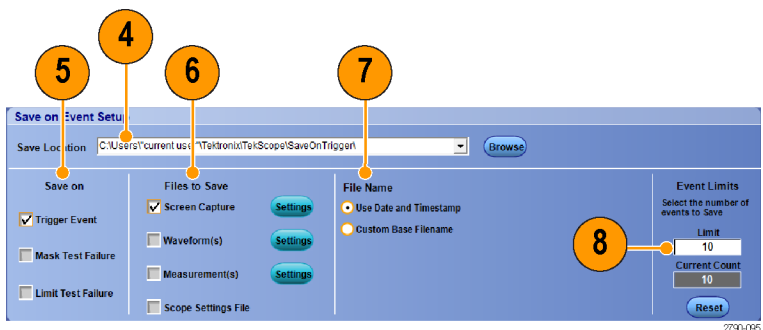 4
5
6
7
Save on Event Setup
Save Location
C:\Users\"current user"\Tektronix\TekScope\SaveOnTrigger\
Browse
Save on
Trigger Event
Mask Test Failure
Limit Test Failure
Files to Save
Screen Capture
Settings
Waveform(s)
Settings
Measurement(s)
Settings
Scope Settings File
File Name
Use Date and Timestamp
Custom Base Filename
8
Event Limits
Select the number of
events to Save
Limit
10
Current Count
10
Reset
2790-095